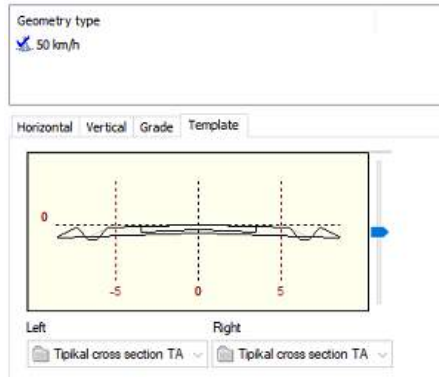 Geometry type
50 km/h
Horizontal Vertical Grade Template
0
-5 0 5
Left Right
Tipikal cross section TA Tipikal cross section TA